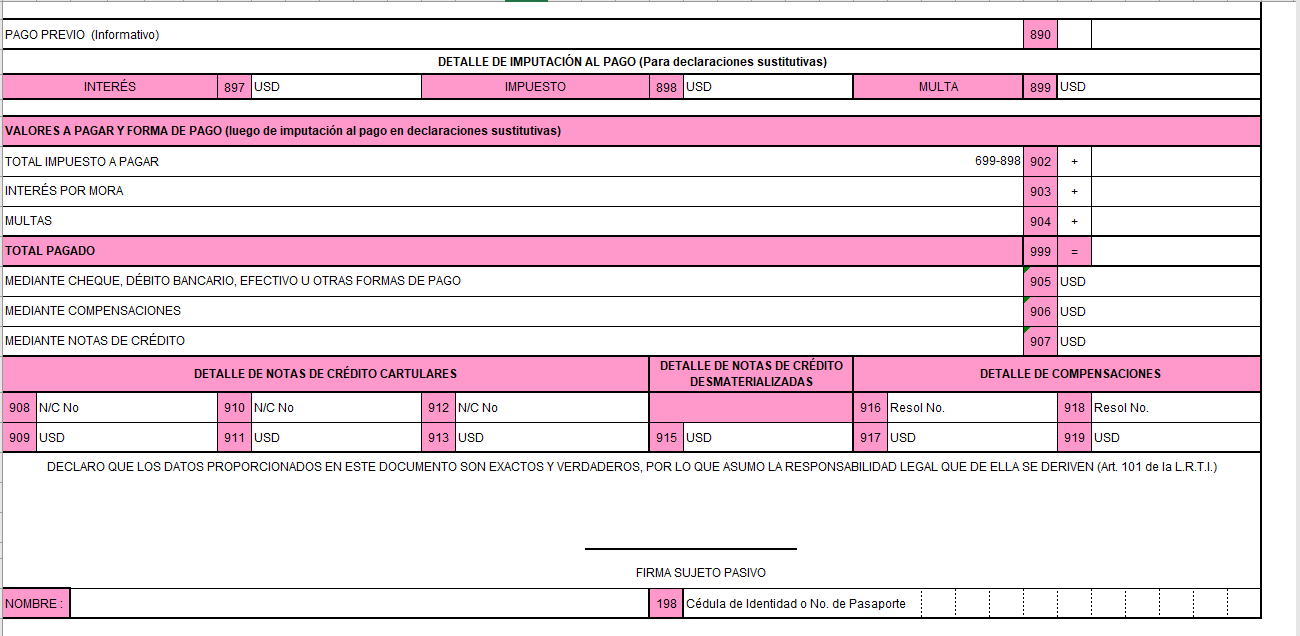 PAGO PREVIO (Informativo) 890
DETALLE DE IMPUTACIÓN AL PAGO (Para declaraciones sustitutivas)
INTERÉS 897 USD IMPUESTO 898 USD MULTA 899 USD
VALORES A PAGAR Y FORMA DE PAGO (luego de imputación al pago en declaraciones sustitutivas)
TOTAL IMPUESTO A PAGAR 699-898 902 +
INTERÉS POR MORA 903 +
MULTAS 904 +
TOTAL PAGADO 999 =
MEDIANTE CHEQUE, DÉBITO BANCARIO, EFECTIVO U OTRAS FORMAS DE PAGO 905 USD
MEDIANTE COMPENSACIONES 906 USD
MEDIANTE NOTAS DE CRÉDITO 907 USD
DETALLE DE NOTAS DE CRÉDITO CARTULARES
DETALLE DE NOTAS DE CRÉDITO
DESMATERIALIZADAS
DETALLE DE COMPENSACIONES
908 N/C No 910 N/C No 912 N/C No 916 Resol No. 918 Resol No.
909 USD 911 USD 913 USD 915 USD 917 USD 919 USD
DECLARO QUE LOS DATOS PROPORCIONADOS EN ESTE DOCUMENTO SON EXACTOS Y VERDADEROS, POR LO QUE ASUMO LA RESPONSABILIDAD LEGAL QUE DE ELLA SE DERIVEN (Art. 101 de la L.R.T.I.)
FIRMA SUJETO PASIVO
NOMBRE : 198 Cédula de Identidad o No. de Pasaporte